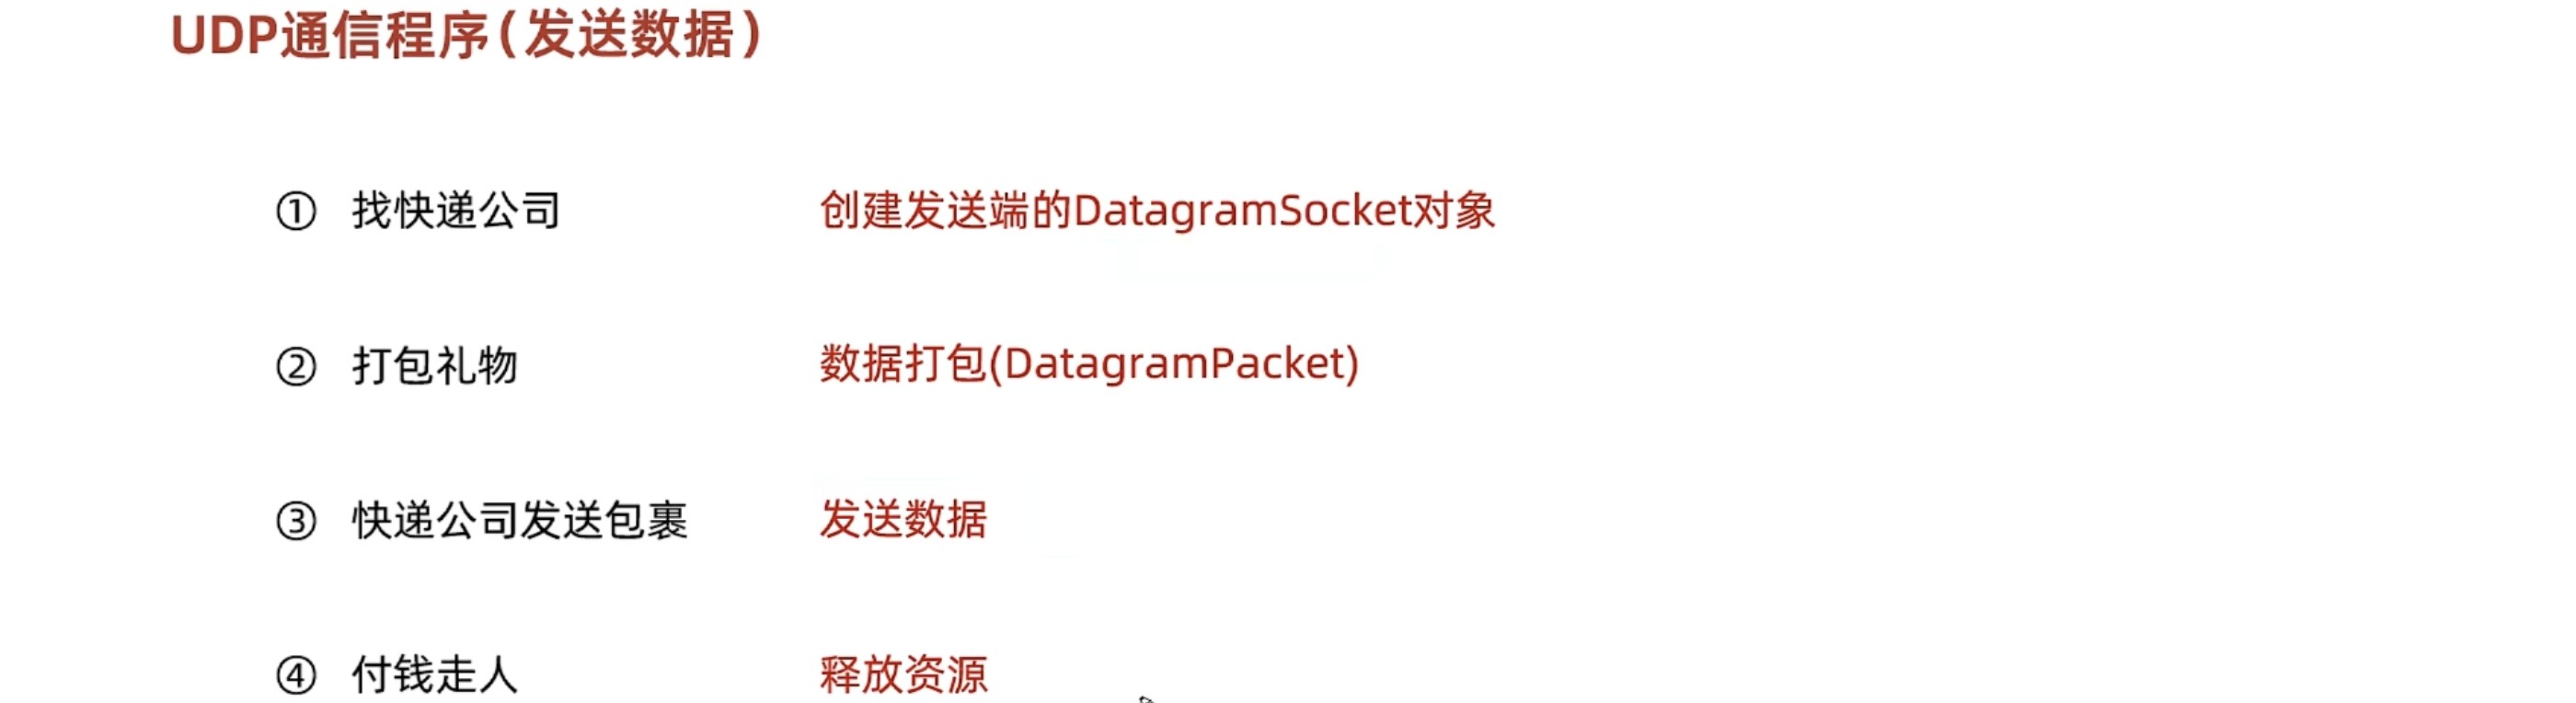 UDP通信程序(发送数据)
① 找快递公司 创建发送端的DatagramSocket对象
② 打包礼物 数据打包(DatagramPacket)
③ 快递公司发送包裹 发送数据
④ 付钱走人 释放资源